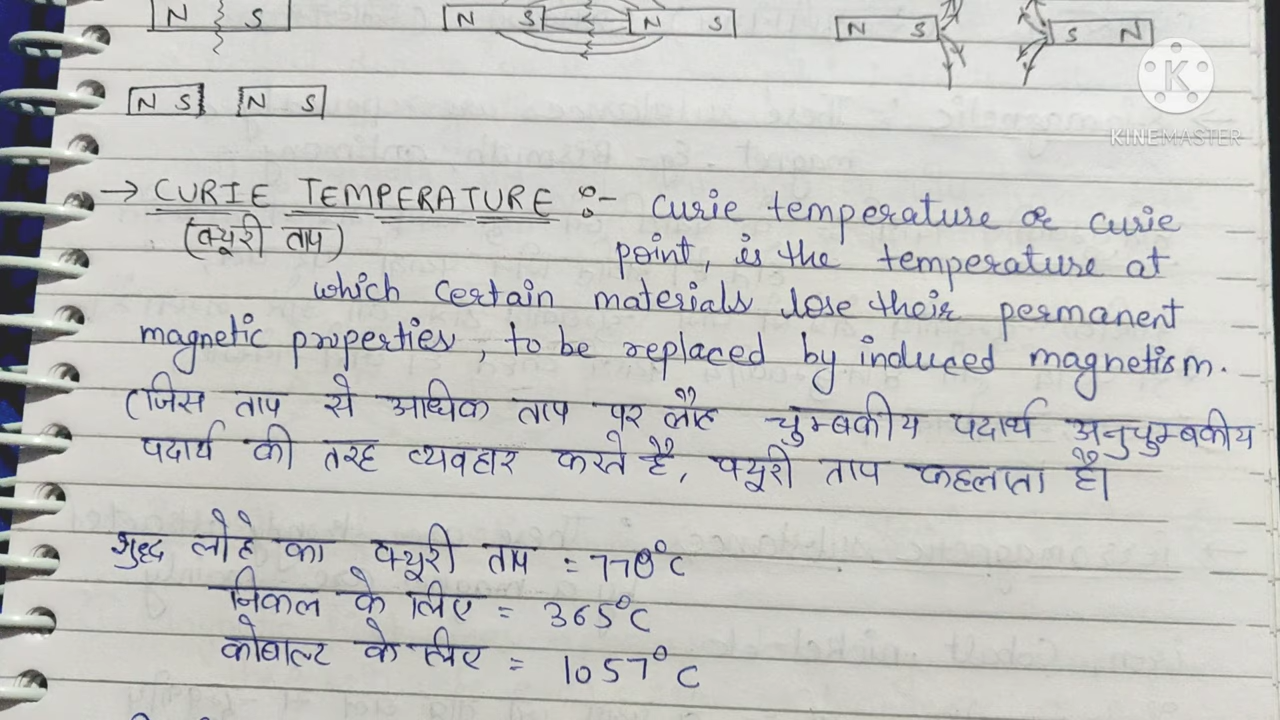 N S N S N S N S S N
N S N S
KINEMASTER
→ CURIE TEMPERATURE :- Curie temperature or curie
(क्यूरी ताप) point, is the temperature at
which certain materials lose their permanent
magnetic properties, to be replaced by induced magnetism.
(जिस ताप से अधिक ताप पर लौह चुम्बकीय पदार्थ अनुचुम्बकीय
पदार्थ की तरह व्यवहार करते हैं, क्यूरी ताप कहलाता है।
शुद्ध लोहे का क्यूरी ताप = 770°C
निकल के लिए = 365°C
कोबाल्ट के लिए = 1057°C